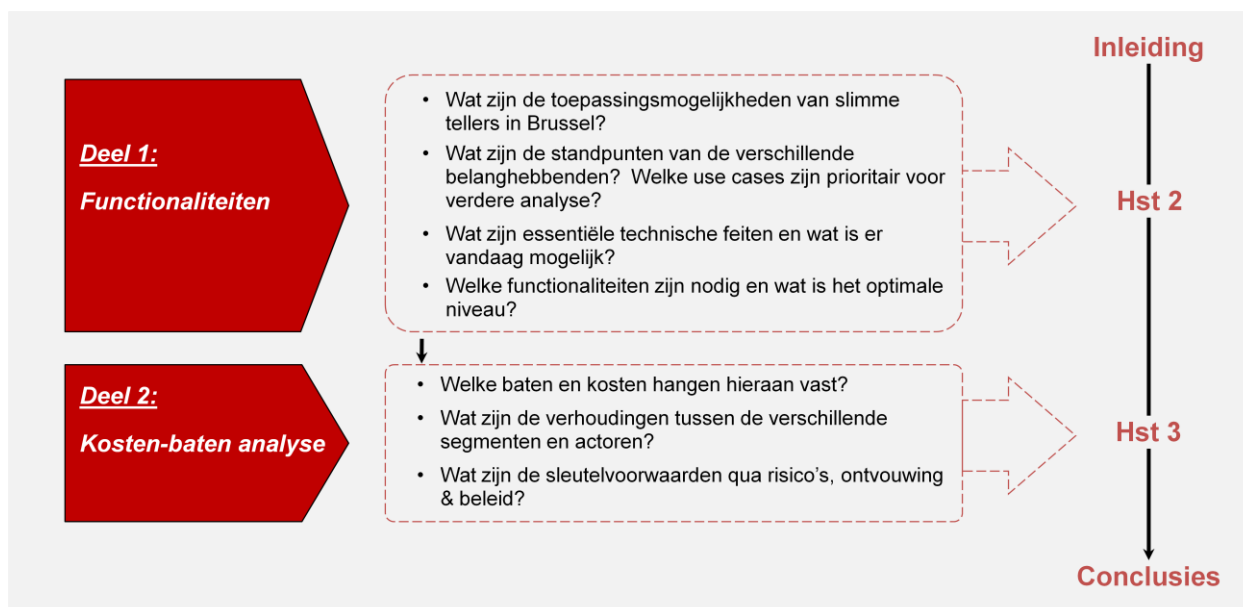 Inleiding
Deel 1:
Functionaliteiten
• Wat zijn de toepassingsmogelijkheden van slimme
tellers in Brussel?
• Wat zijn de standpunten van de verschillende
belanghebbenden?  Welke use cases zijn prioritair voor
verdere analyse?
• Wat zijn essentiële technische feiten en wat is er
vandaag mogelijk?
• Welke functionaliteiten zijn nodig en wat is het optimale
niveau?
Hst 2
Deel 2:
Kosten-baten analyse
• Welke baten en kosten hangen hieraan vast?
• Wat zijn de verhoudingen tussen de verschillende
segmenten en actoren?
• Wat zijn de sleutelvoorwaarden qua risico’s, ontvouwing
& beleid?
Hst 3
Conclusies